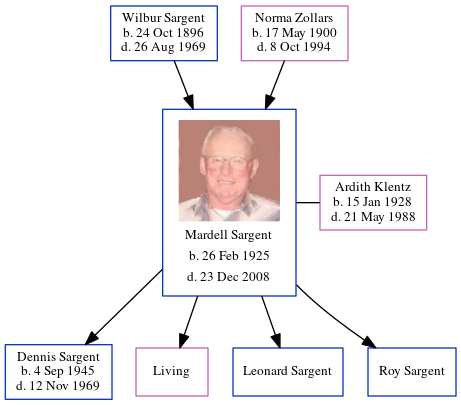 Wilbur Sargent
b. 24 Oct 1896
d. 26 Aug 1969
Norma Zollars
b. 17 May 1900
d. 8 Oct 1994
Mardell Sargent
b. 26 Feb 1925
d. 23 Dec 2008
Ardith Klentz
b. 15 Jan 1928
d. 21 May 1988
Dennis Sargent
b. 4 Sep 1945
d. 12 Nov 1969
Living
Leonard Sargent
Roy Sargent